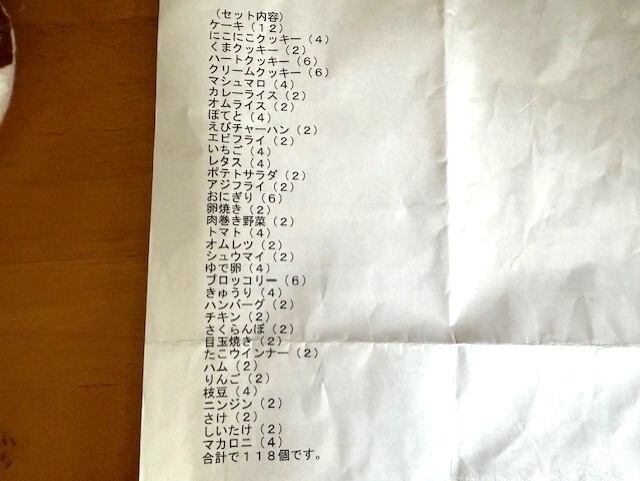 （セット内容）
ケーキ（１２）
にこにこクッキー（４）
くまクッキー（２）
ハートクッキー（６）
クリームクッキー（６）
マシュマロ（４）
カレーライス（２）
オムライス（２）
ぽてと（４）
えびチャーハン（２）
エビフライ（２）
いちご（４）
レタス（４）
ポテトサラダ（２）
アジフライ（２）
おにぎり（６）
卵焼き（２）
肉巻き野菜（２）
トマト（４）
オムレツ（２）
シュウマイ（２）
ゆで卵（４）
ブロッコリー（６）
きゅうり（４）
ハンバーグ（２）
チキン（２）
さくらんぼ（２）
目玉焼き（２）
たこウインナー（２）
ハム（２）
りんご（２）
枝豆（４）
ニンジン（２）
さけ（２）
しいたけ（２）
マカロニ（４）
合計で１１８個です。